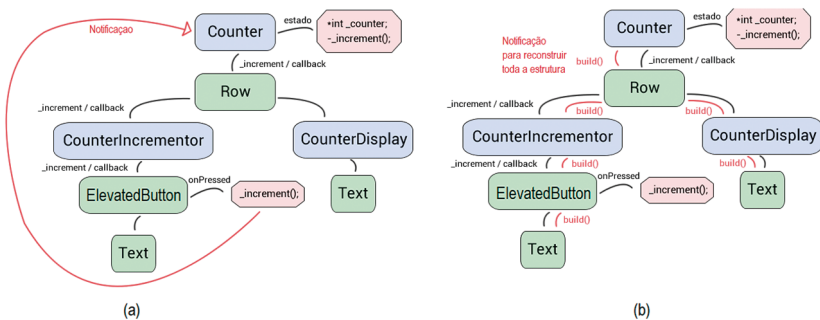 Notificaçao
Counter
estado
•int _counter;
-_increment();
_increment / callback
Row
_increment / callback
CounterIncrementor
CounterDisplay
_increment / callback
ElevatedButton
onPressed
_increment();
Text
Text
(a)
Counter
estado
•int _counter;
-_increment();
Notificação
para reconstruir
toda a estrutura
build()
_increment / callback
Row
_increment / callback
build()
build()
CounterIncrementor
CounterDisplay
_increment / callback
build()
build()
ElevatedButton
onPressed
_increment();
Text
build()
Text
(b)